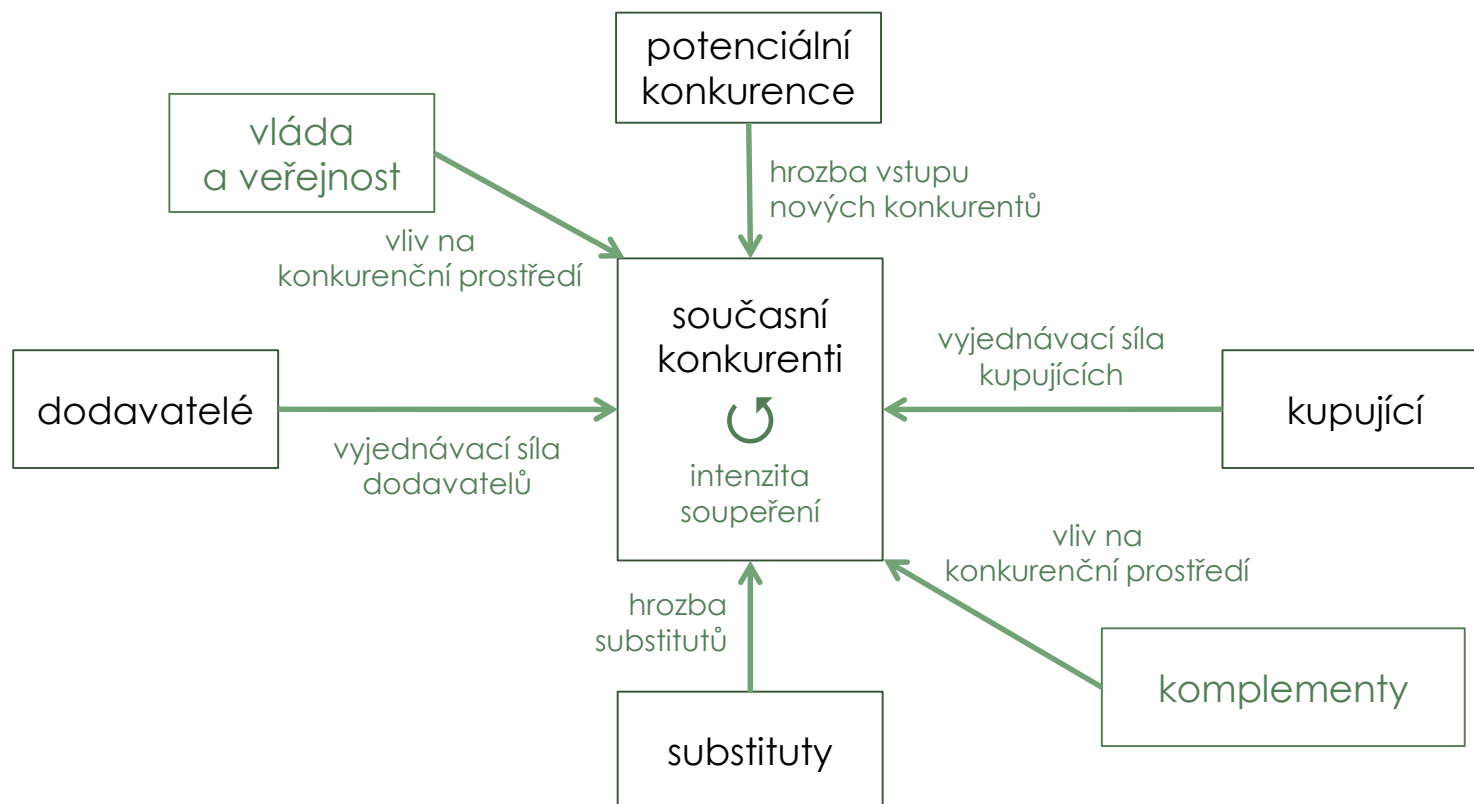 potenciální
konkurence
vláda
a veřejnost
hrozba vstupu
nových konkurentů
vliv na
konkurenční prostředí
současní
konkurenti
intenzita
soupeření
dodavatelé
vyjednávací síla
dodavatelů
vyjednávací síla
kupujících
kupující
vliv na
konkurenční prostředí
hrozba
substitutů
komplementy
substituty